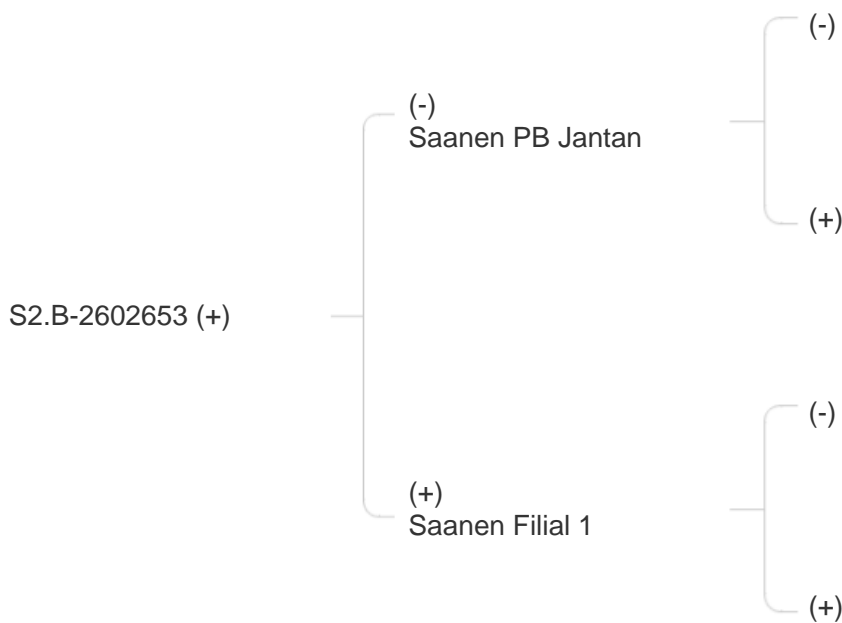 (-)
(-)
Saanen PB Jantan
(+)
S2.B-2602653 (+)
(-)
(+)
Saanen Filial 1
(+)